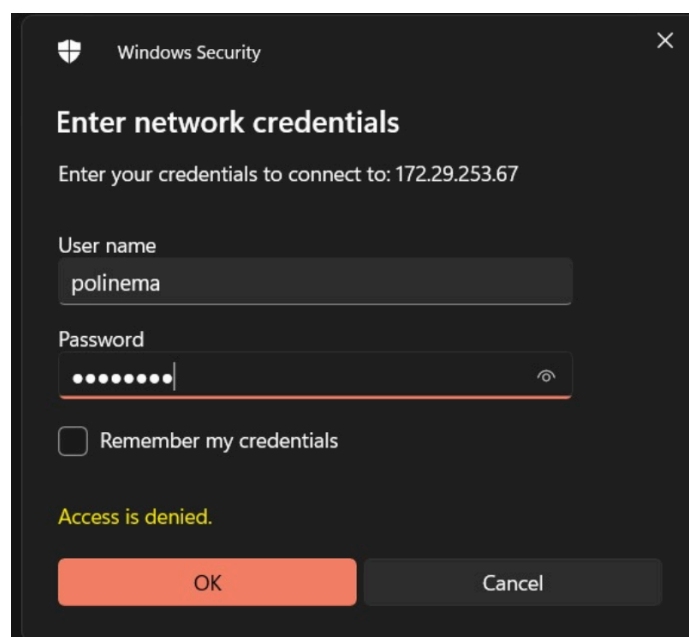 Windows Security
Enter network credentials
Enter your credentials to connect to: 172.29.253.67
User name
polinema
Password
••••••••
Remember my credentials
Access is denied.
OK
Cancel